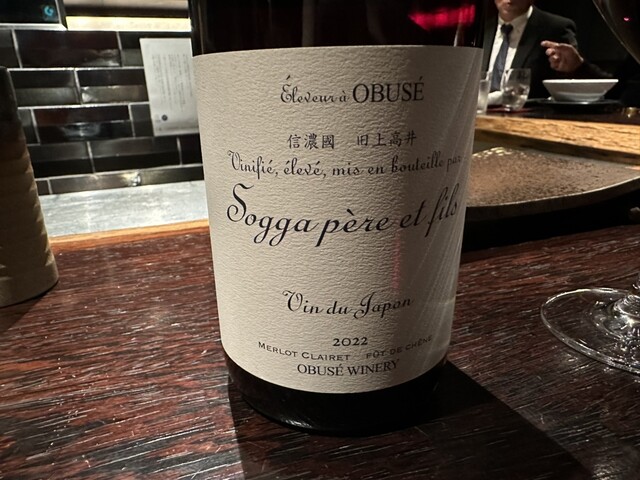 Éleveur à OBUSÉ
信濃國 旧上高井
Vinifié, élevé, mis en bouteille par
Sogga père et fils
Vin du Japon
2022
MERLOT CLAIRET FÛT DE CHÊNE
OBUSÉ WINERY